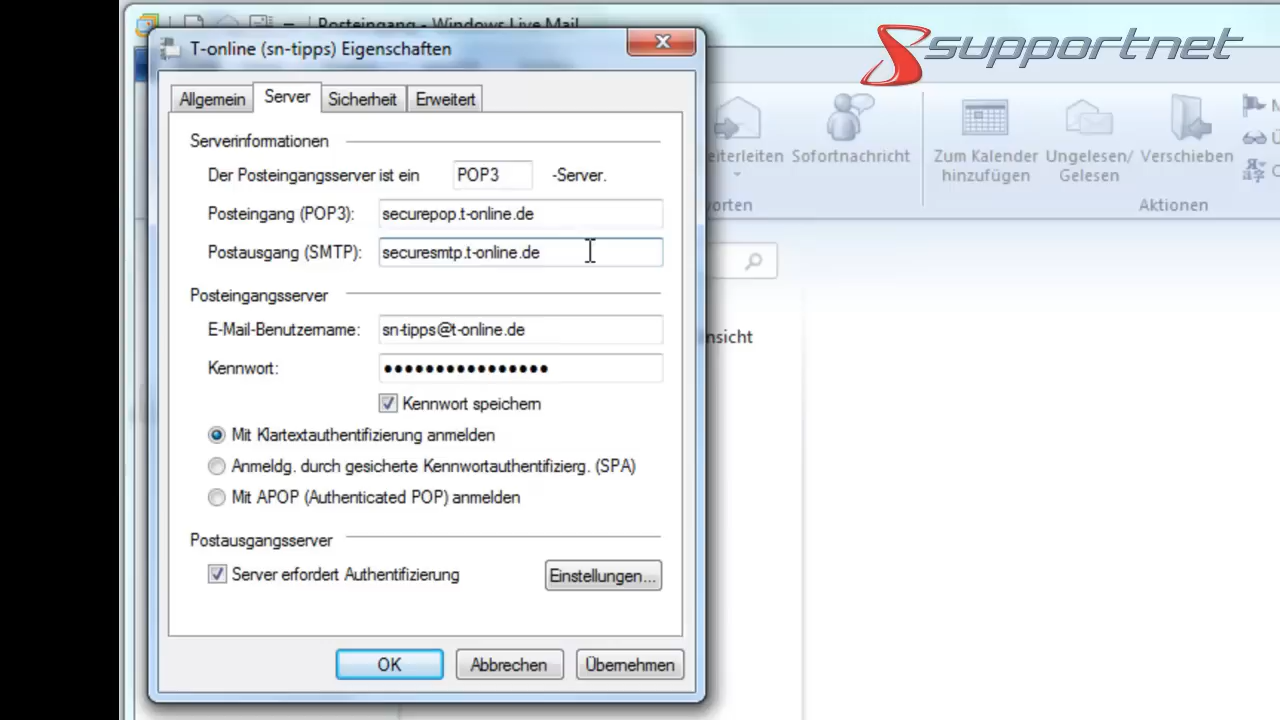 Posteingang - Windows Live Mail
T-online (sn-tipps) Eigenschaften
supportnet
Allgemein Server Sicherheit Erweitert
Serverinformationen
Der Posteingangsserver ist ein POP3 -Server.
Posteingang (POP3): securepop.t-online.de
Postausgang (SMTP): securesmtp.t-online.de
Posteingangsserver
E-Mail-Benutzername: sn-tipps@t-online.de
Kennwort: ••••••••••••••
Kennwort speichern
Mit Klartextauthentifizierung anmelden
Anmeldg. durch gesicherte Kennwortauthentifizierg. (SPA)
Mit APOP (Authenticated POP) anmelden
Postausgangsserver
Server erfordert Authentifizierung Einstellungen...
OK Abbrechen Übernehmen
eiterleiten Sofortnachricht
Zum Kalender
hinzufügen
Ungelesen/
Gelesen
Verschieben
orten Aktionen
nsicht